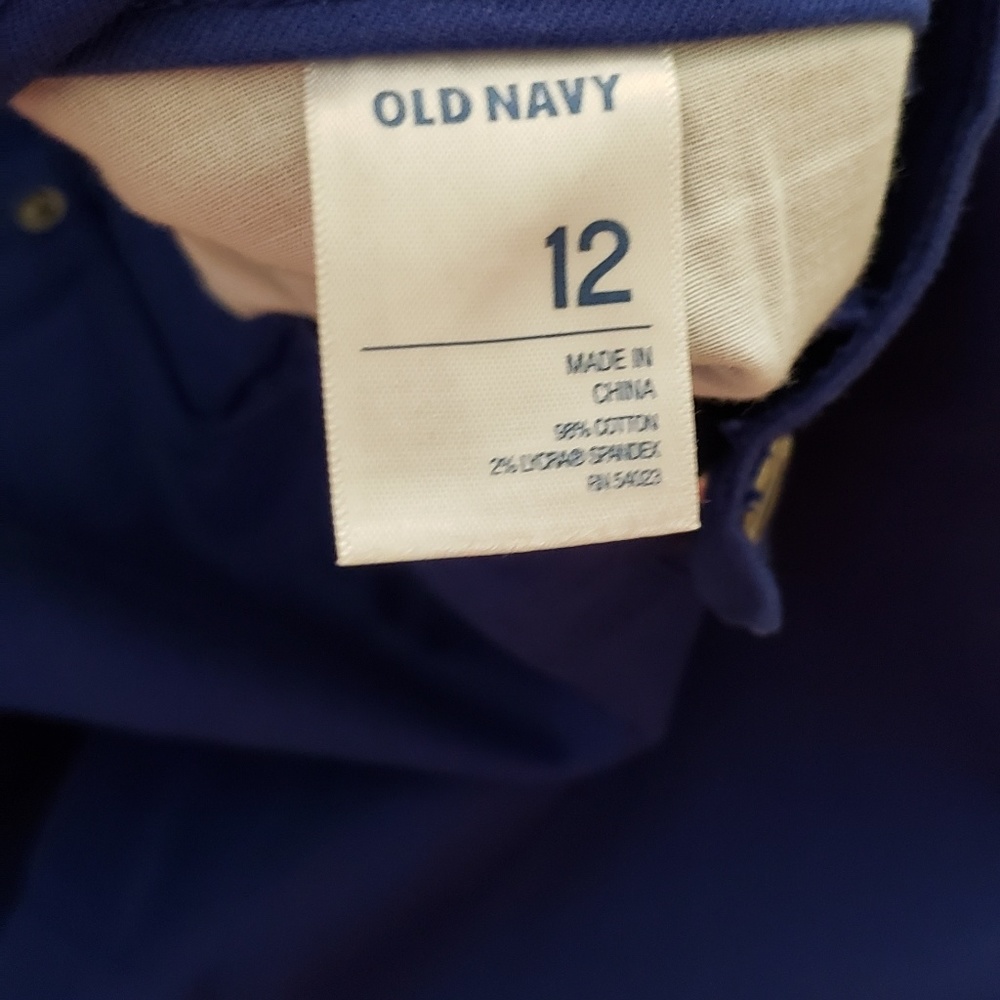 OLD NAVY
12
MADE IN
CHINA
98% COTTON
2% LYCRA® SPANDEX
RN 54023